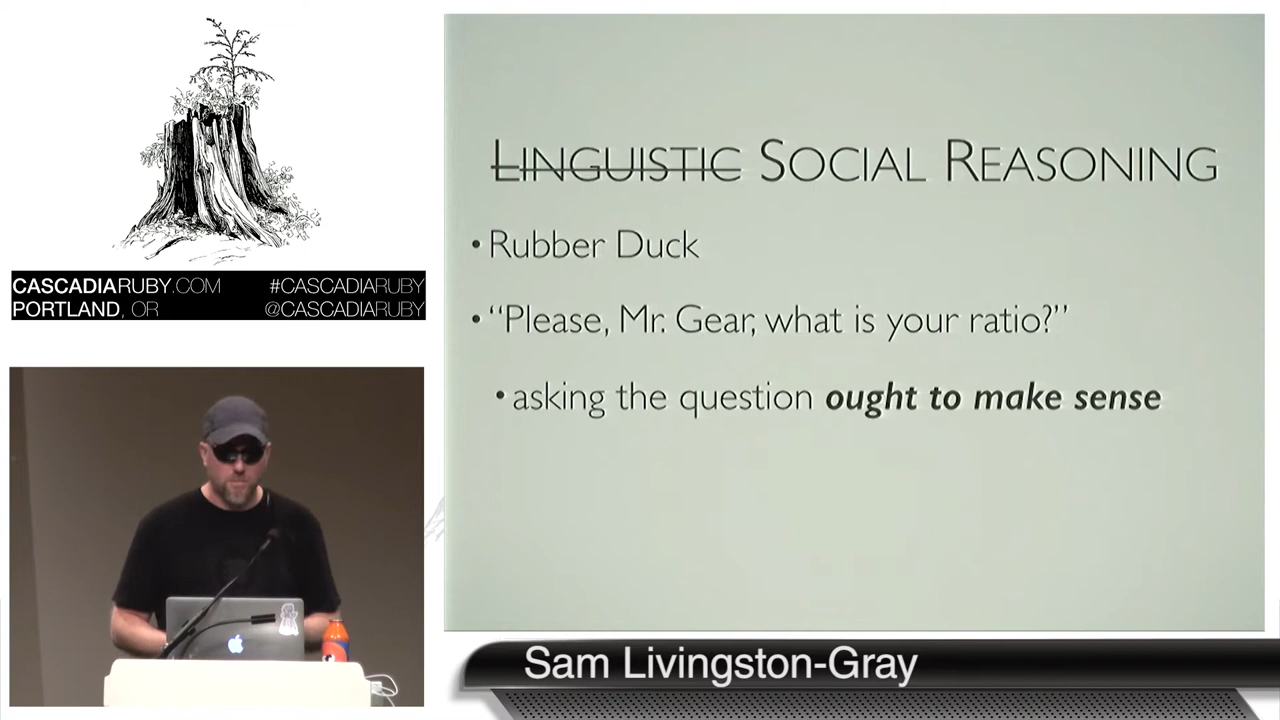 CASCADIARUBY.COM #CASCADIARUBY
PORTLAND, OR @CASCADIARUBY
LINGUISTIC SOCIAL REASONING
• Rubber Duck
• “Please, Mr. Gear, what is your ratio?”
• asking the question ought to make sense
Sam Livingston-Gray